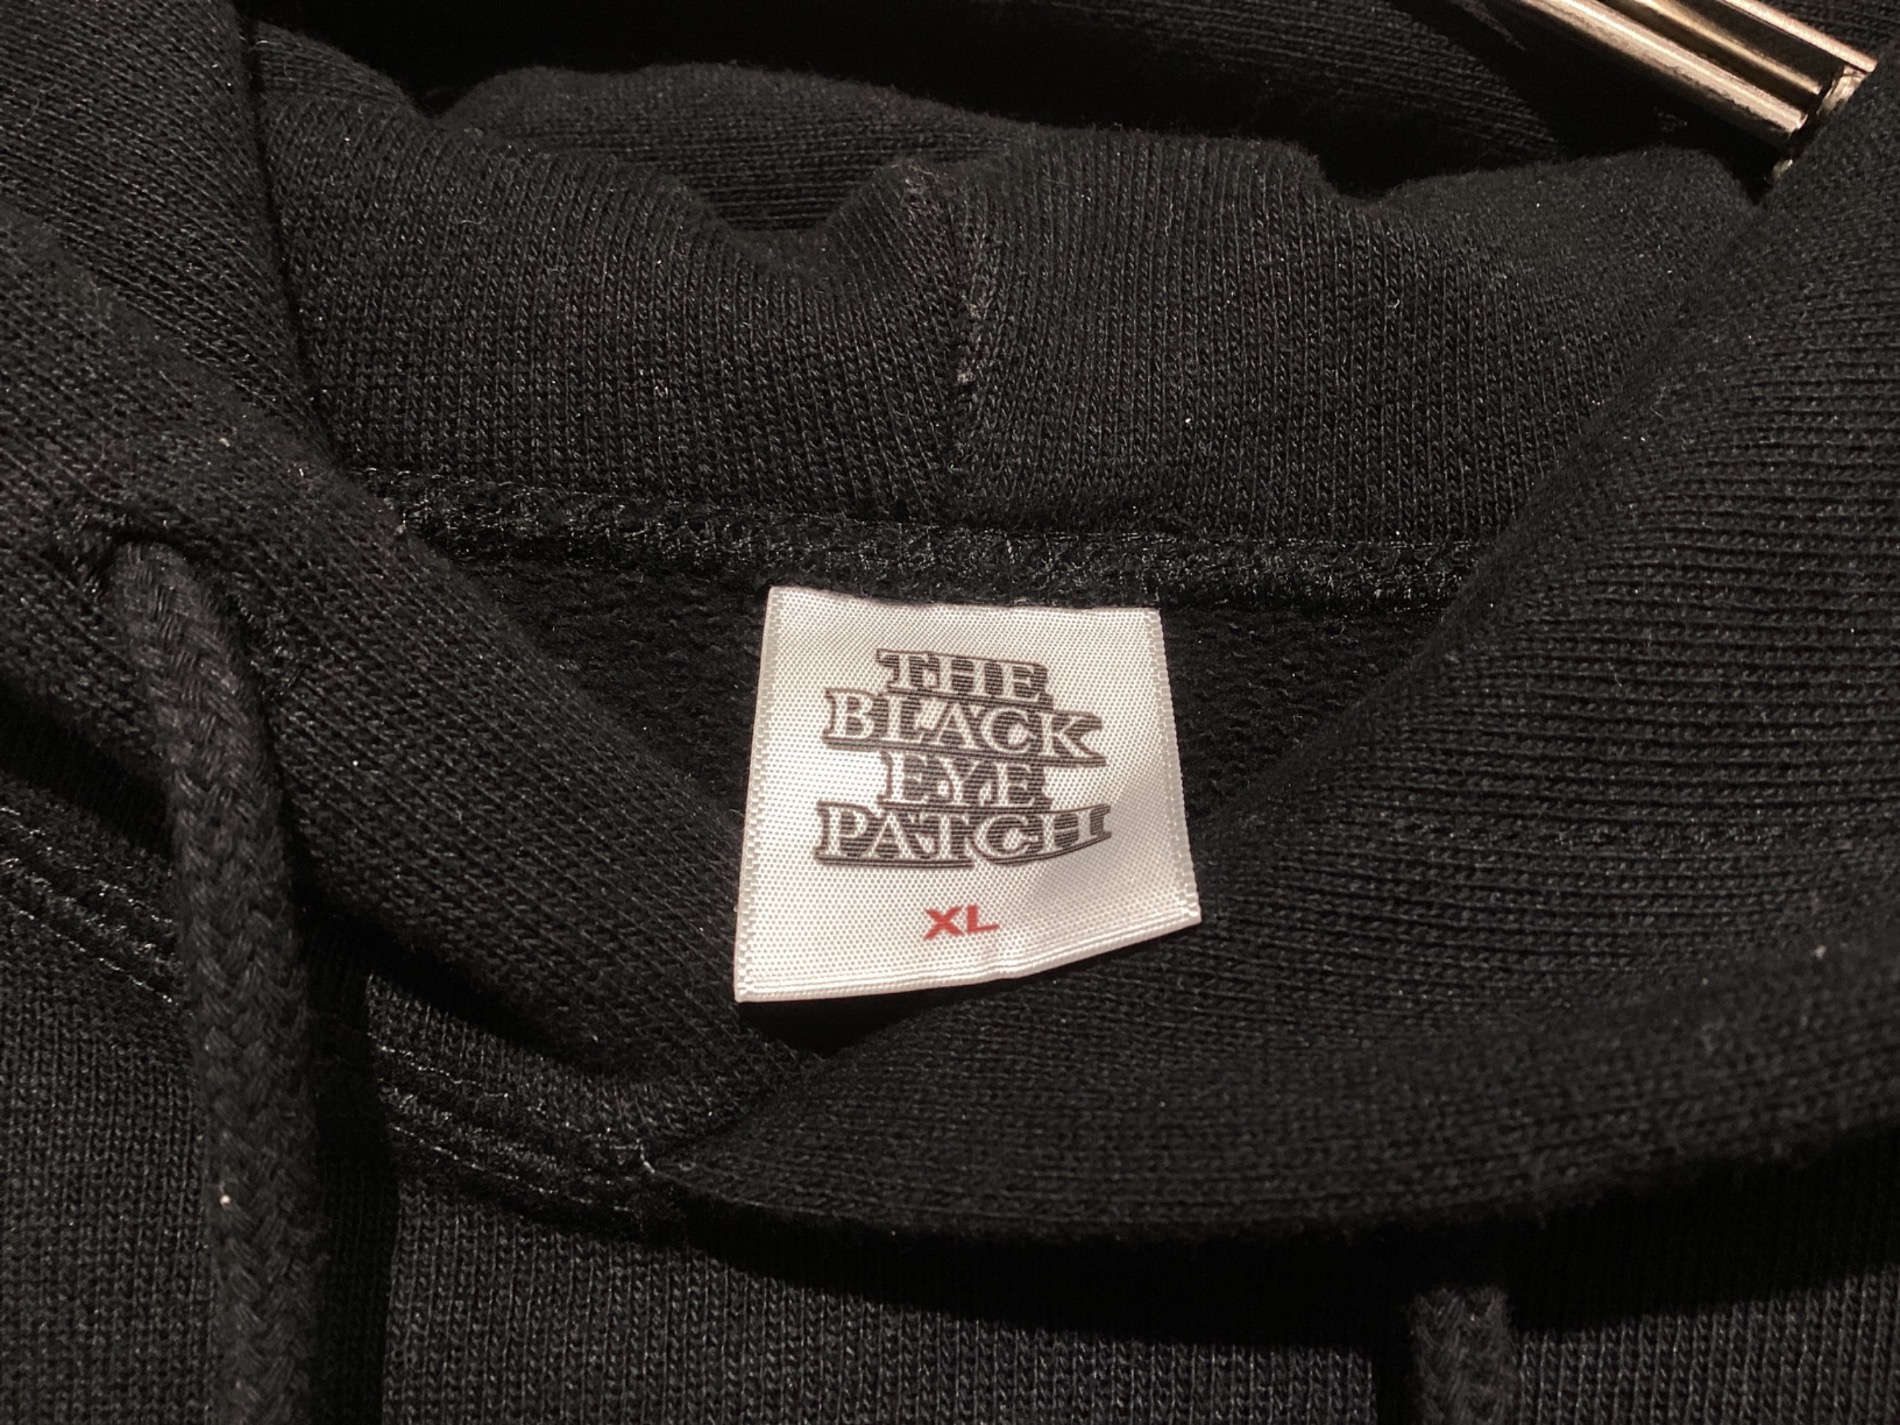 THE
BLACK
EYE
PATCH
XL